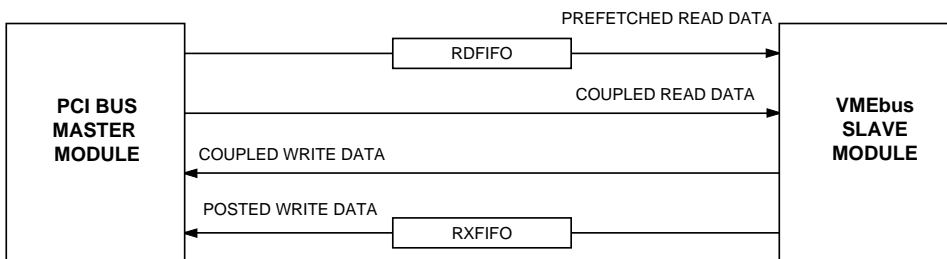 PREFETCHED READ DATA
RDFIFO
COUPLED READ DATA
PCI BUS
MASTER
MODULE
VMEbus
SLAVE
MODULE
COUPLED WRITE DATA
POSTED WRITE DATA
RXFIFO